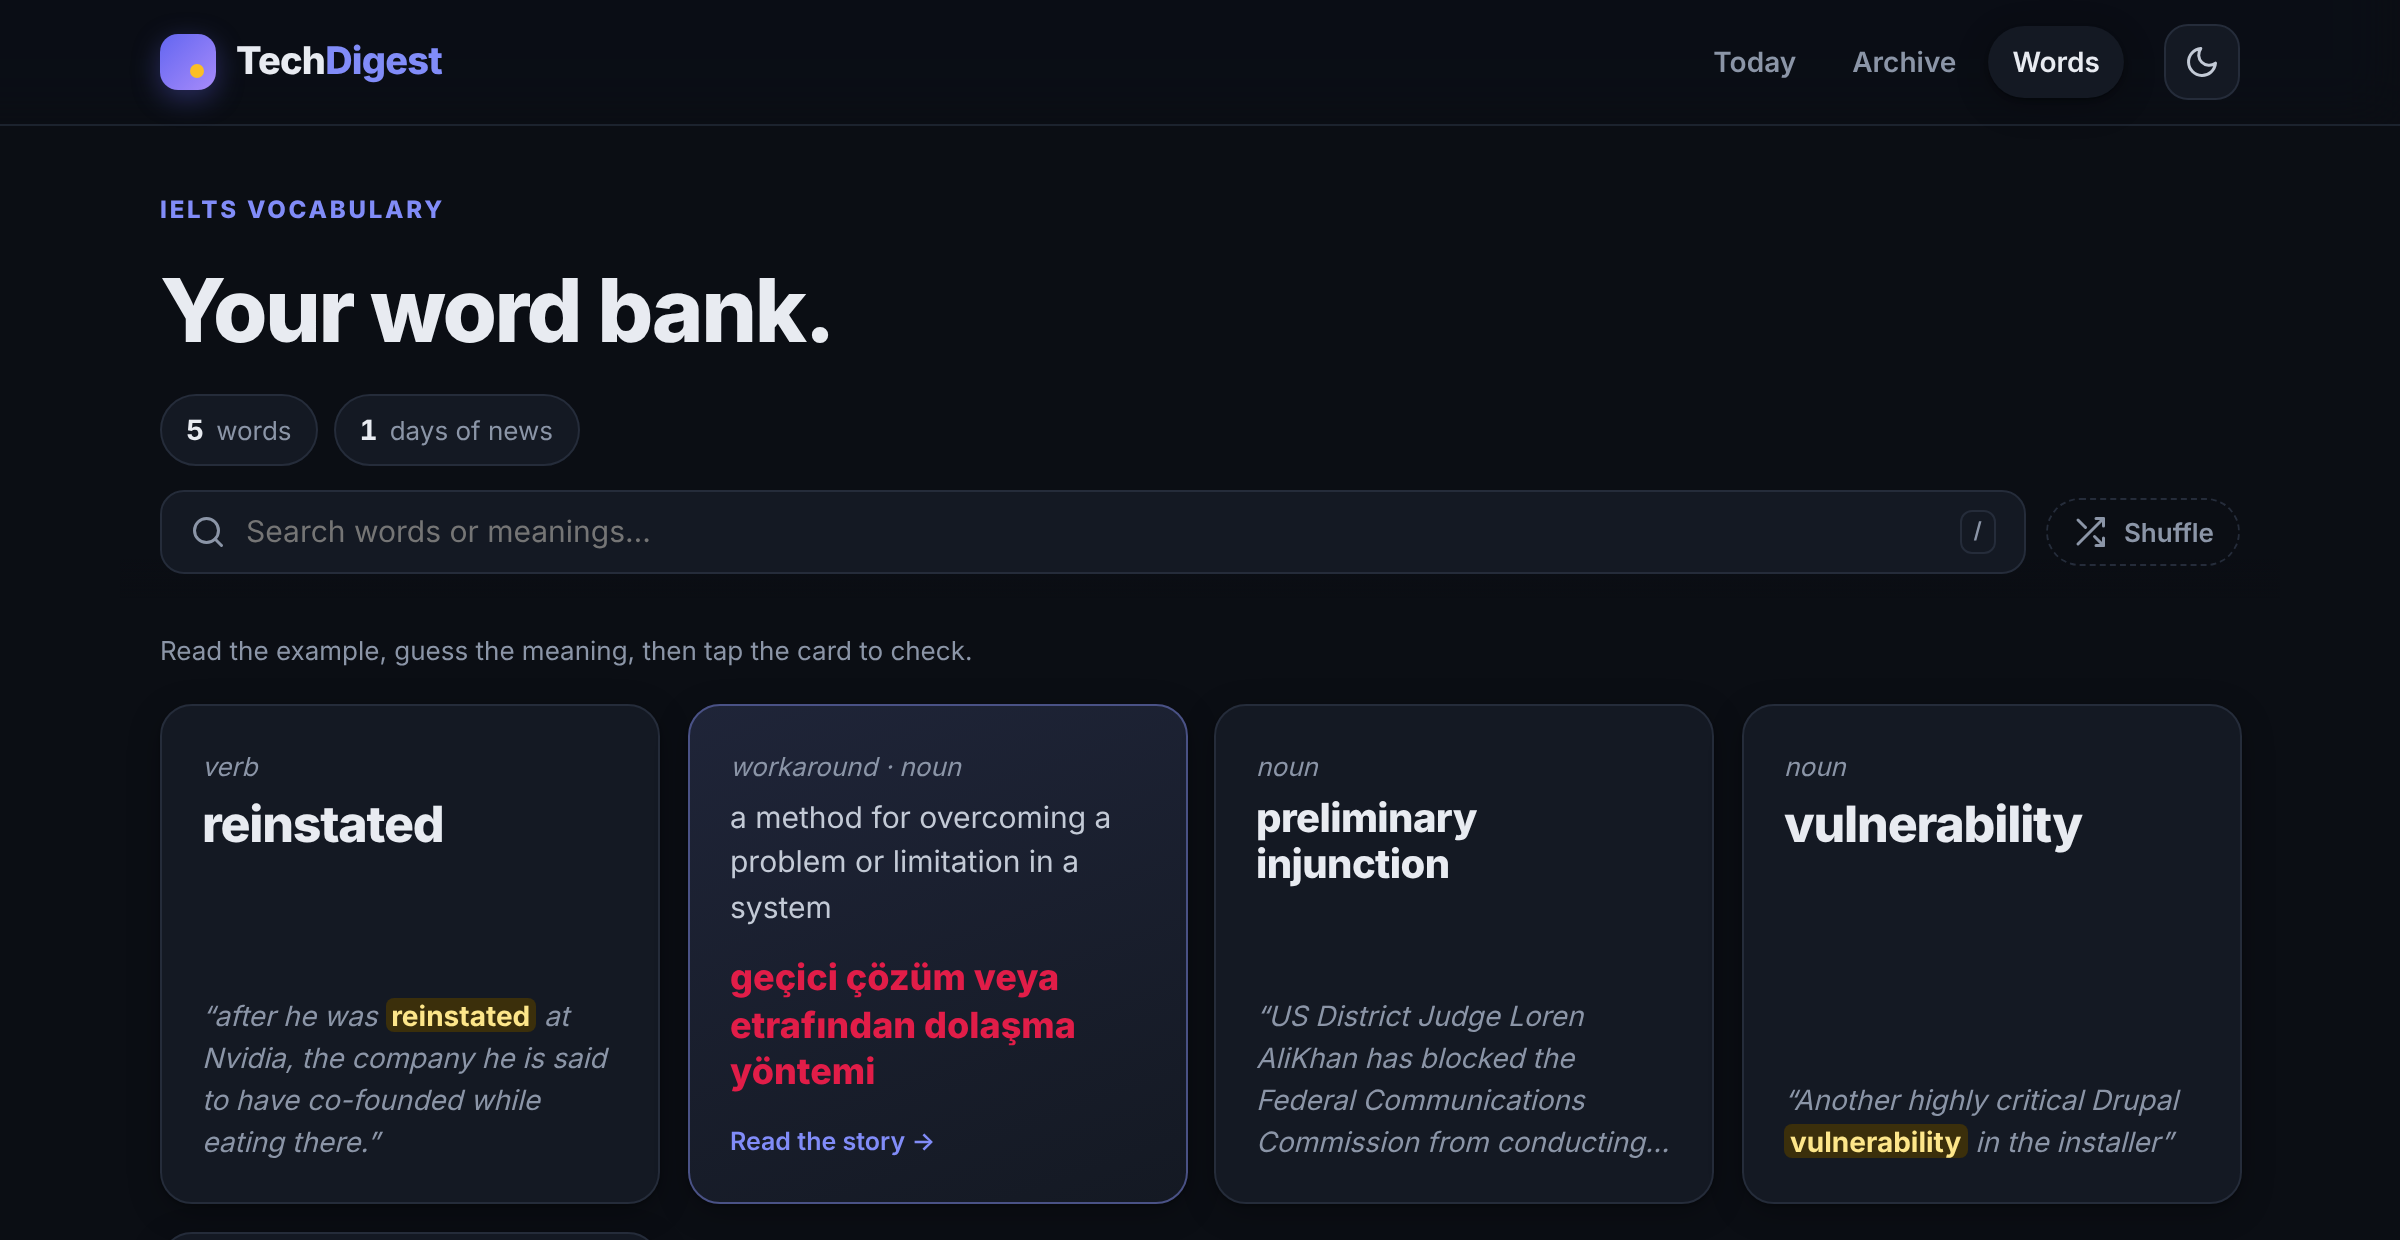 TechDigest
Today
Archive
Words
IELTS VOCABULARY
Your word bank.
5 words
1 days of news
Search words or meanings...
/
Shuffle
Read the example, guess the meaning, then tap the card to check.
verb
reinstated
“after he was reinstated at
Nvidia, the company he is said
to have co-founded while
eating there.”
workaround · noun
a method for overcoming a
problem or limitation in a
system
geçici çözüm veya
etrafından dolaşma
yöntemi
Read the story →
noun
preliminary
injunction
“US District Judge Loren
AliKhan has blocked the
Federal Communications
Commission from conducting...
noun
vulnerability
“Another highly critical Drupal
vulnerability in the installer”